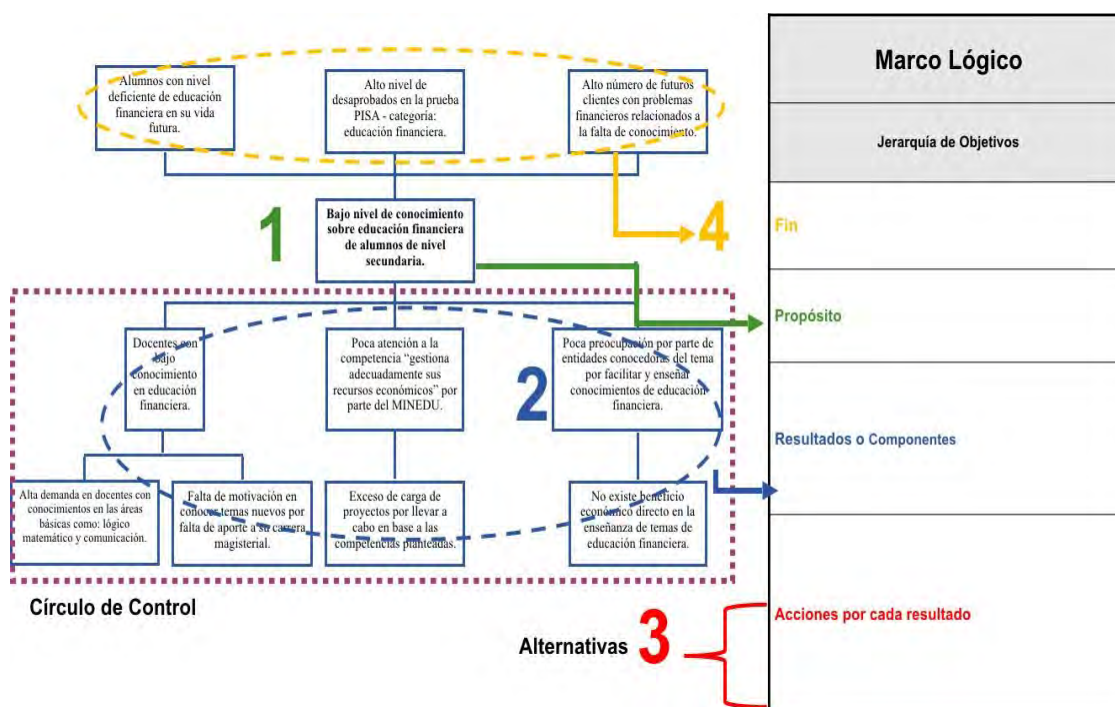 Alumnos con nivel
deficiente de educación
financiera en su vida
futura.
Alto nivel de
desaprobados en la prueba
PISA - categoría:
educación financiera.
Alto número de futuros
clientes con problemas
financieros relacionados a
la falta de conocimiento.
1
Bajo nivel de conocimiento
sobre educación financiera
de alumnos de nivel
secundaria.
4
Docentes con
bajo
conocimiento
en educación
financiera.
Poca atención a la
competencia “gestiona
adecuadamente sus
recursos económicos” por
parte del MINEDU.
2
Poca preocupación por parte de
entidades conocedoras del tema
por facilitar y enseñar
conocimientos de educación
financiera.
Alta demanda en docentes con
conocimientos en las áreas
básicas como: lógico
matemático y comunicación.
Falta de motivación en
conocer temas nuevos por
falta de aporte a su carrera
magisterial.
Exceso de carga de
proyectos por llevar a
cabo en base a las
competencias planteadas.
No existe beneficio
económico directo en la
enseñanza de temas de
educación financiera.
Círculo de Control
Alternativas 3
Marco Lógico
Jerarquía de Objetivos
Fin
Propósito
Resultados o Componentes
Acciones por cada resultado